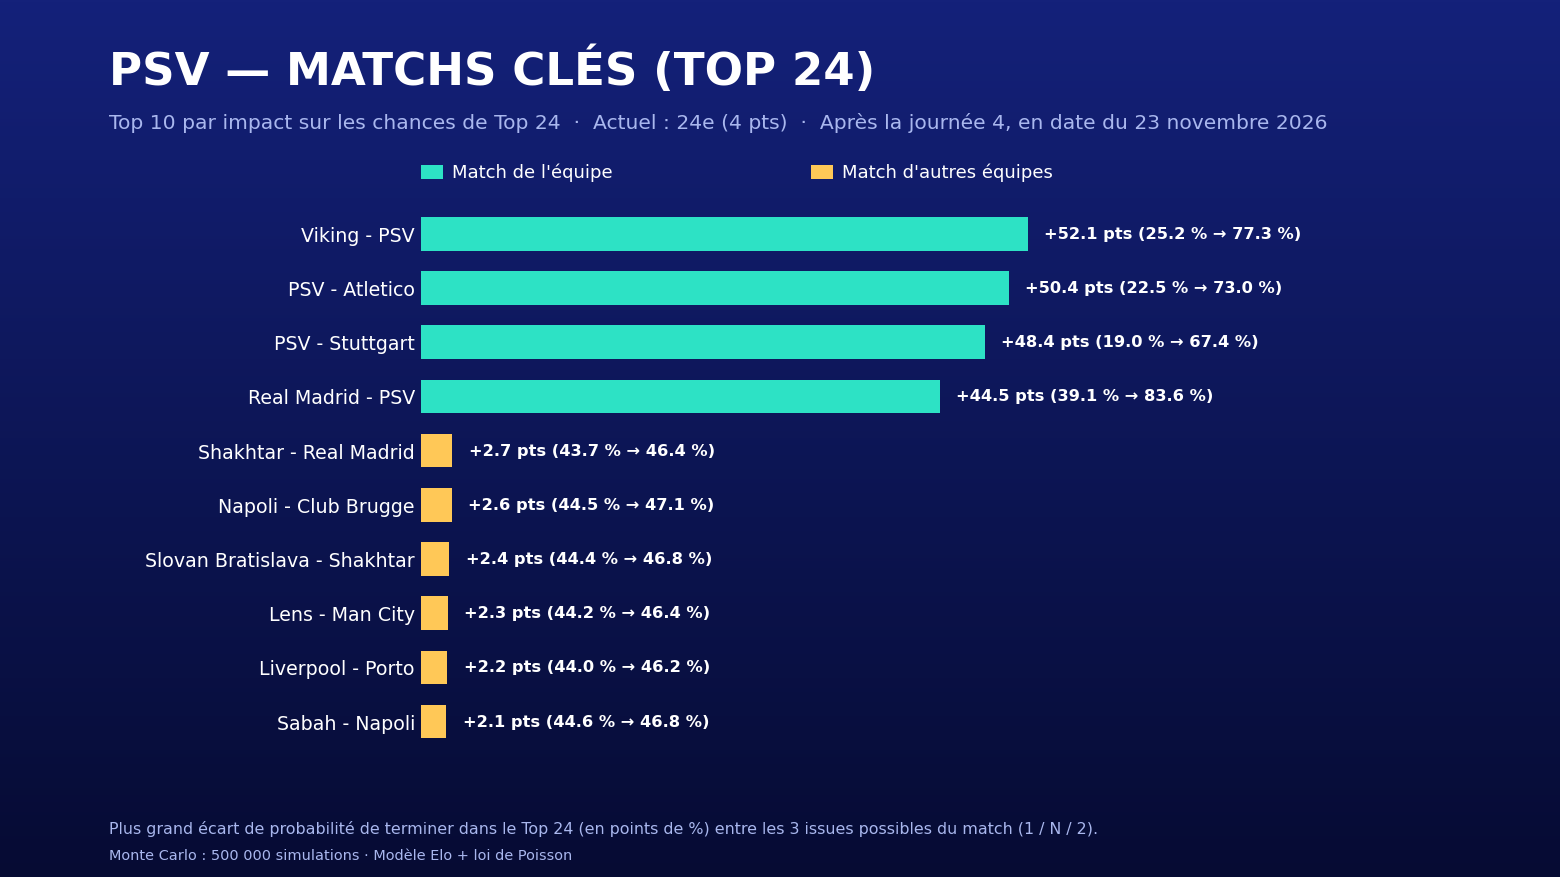 PSV — MATCHS CLÉS (TOP 24)
Top 10 par impact sur les chances de Top 24 · Actuel : 24e (4 pts) · Après la journée 4, en date du 23 novembre 2026
Match de l'équipe
Match d'autres équipes
Viking - PSV +52.1 pts (25.2 % → 77.3 %)
PSV - Atletico +50.4 pts (22.5 % → 73.0 %)
PSV - Stuttgart +48.4 pts (19.0 % → 67.4 %)
Real Madrid - PSV +44.5 pts (39.1 % → 83.6 %)
Shakhtar - Real Madrid +2.7 pts (43.7 % → 46.4 %)
Napoli - Club Brugge +2.6 pts (44.5 % → 47.1 %)
Slovan Bratislava - Shakhtar +2.4 pts (44.4 % → 46.8 %)
Lens - Man City +2.3 pts (44.2 % → 46.4 %)
Liverpool - Porto +2.2 pts (44.0 % → 46.2 %)
Sabah - Napoli +2.1 pts (44.6 % → 46.8 %)
Plus grand écart de probabilité de terminer dans le Top 24 (en points de %) entre les 3 issues possibles du match (1 / N / 2).
Monte Carlo : 500 000 simulations · Modèle Elo + loi de Poisson